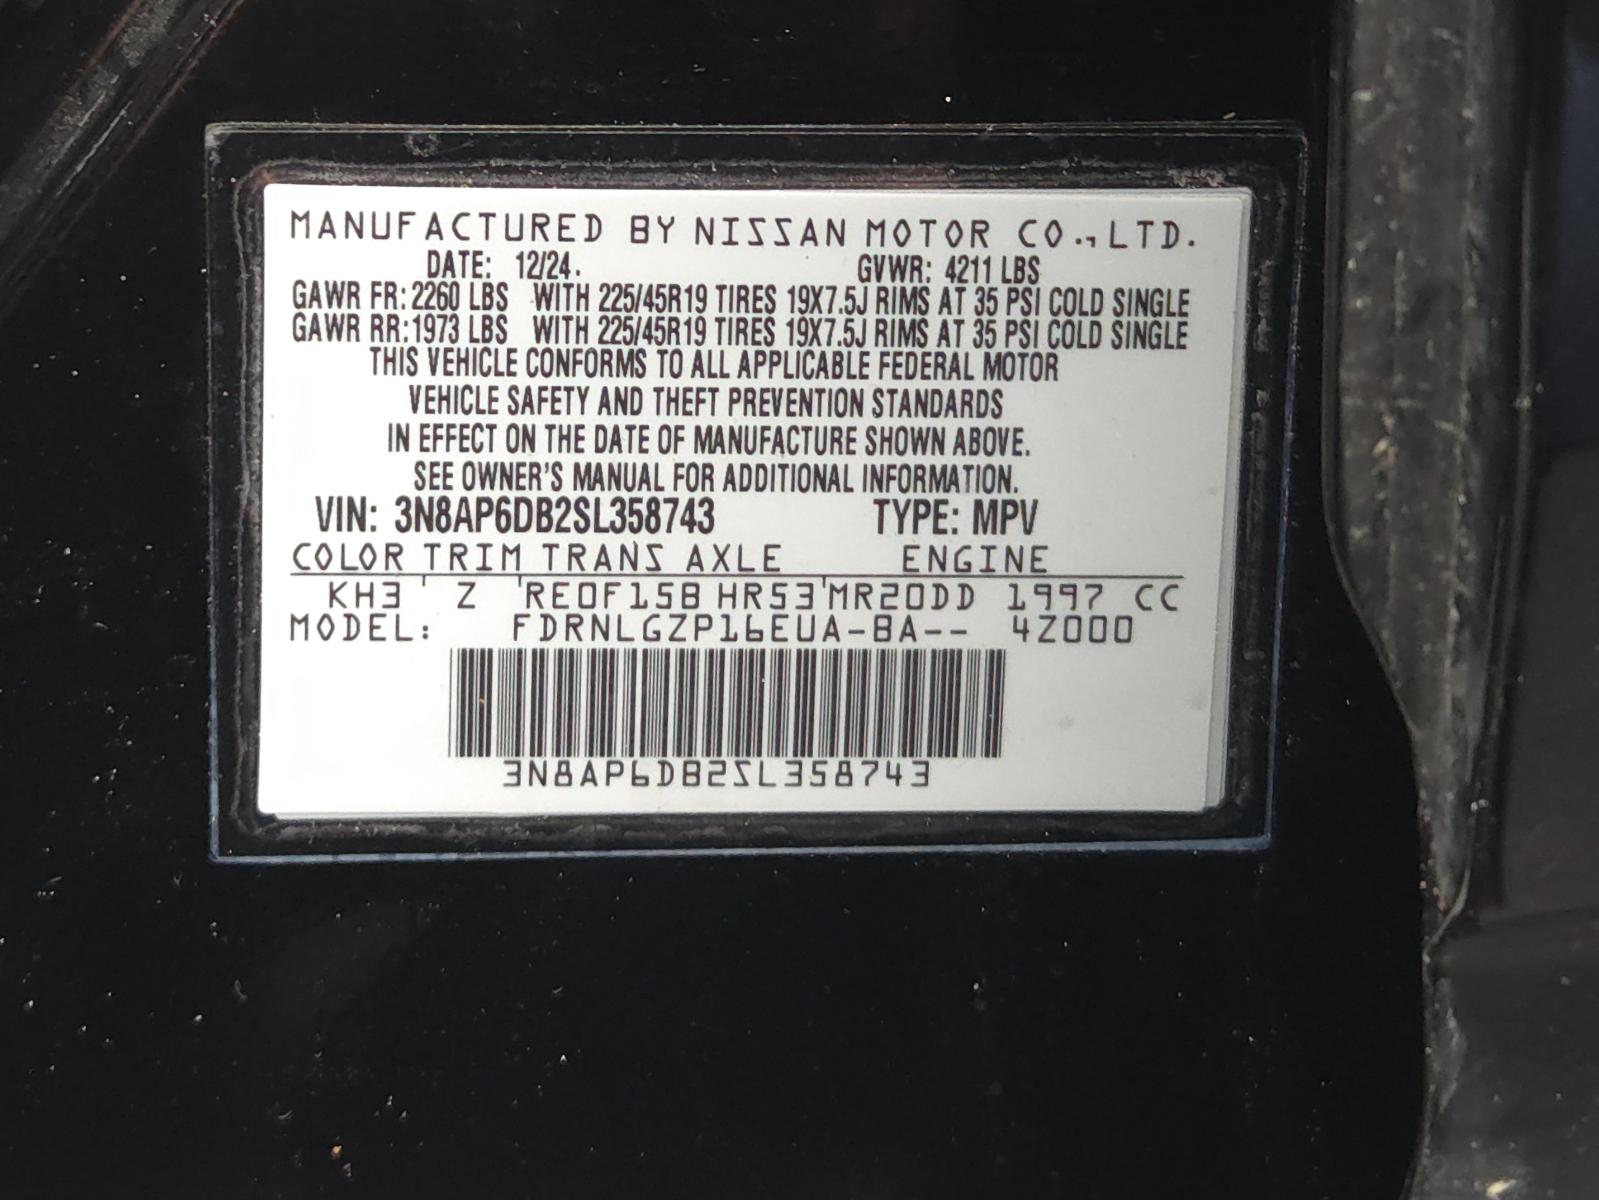 MANUFACTURED BY NISSAN MOTOR CO., LTD.
DATE: 12/24. GVWR: 4211 LBS
GAWR FR: 2260 LBS WITH 225/45R19 TIRES 19X7.5J RIMS AT 35 PSI COLD SINGLE
GAWR RR: 1973 LBS WITH 225/45R19 TIRES 19X7.5J RIMS AT 35 PSI COLD SINGLE
THIS VEHICLE CONFORMS TO ALL APPLICABLE FEDERAL MOTOR
VEHICLE SAFETY AND THEFT PREVENTION STANDARDS
IN EFFECT ON THE DATE OF MANUFACTURE SHOWN ABOVE.
SEE OWNER'S MANUAL FOR ADDITIONAL INFORMATION.
VIN: 3N8AP6DB2SL358743 TYPE: MPV
COLOR TRIM TRANS AXLE ENGINE
KH3 Z RE0F15B HR53 MR20DD 1997 CC
MODEL: FDRNLGZP16EUA-BA-- 4Z000
3N8AP6DB2SL358743